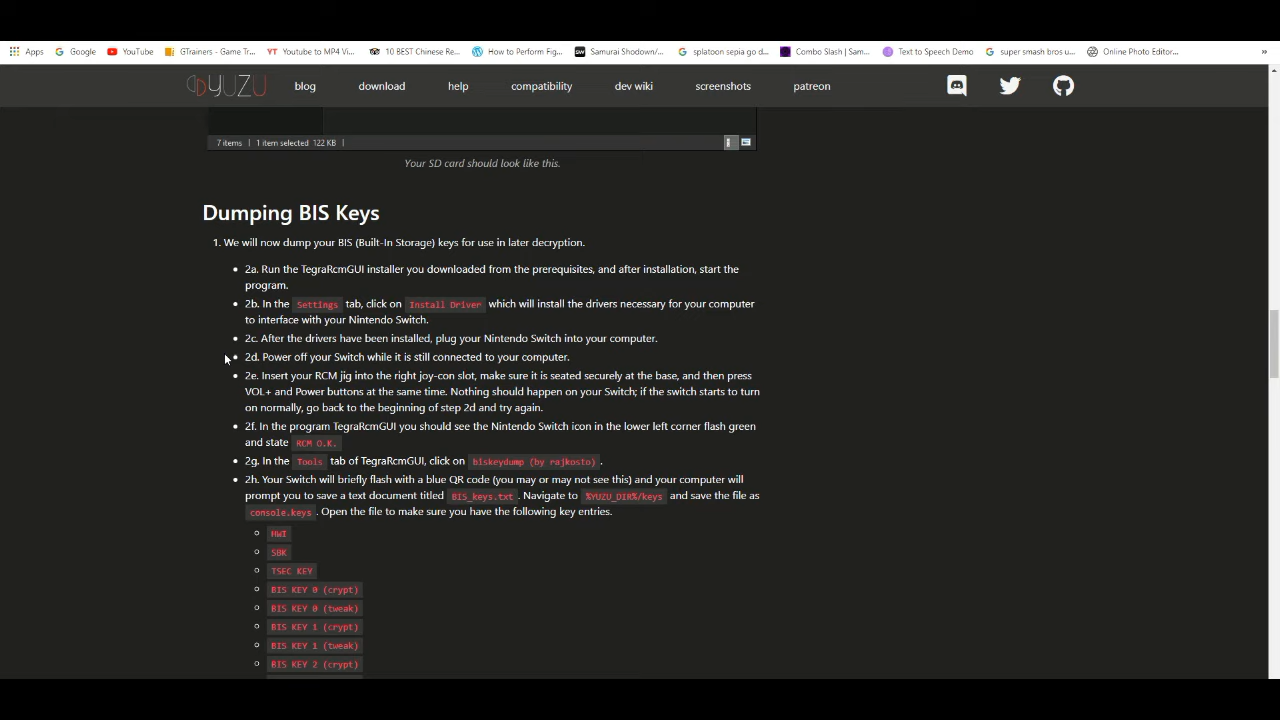 Apps Google YouTube GTrainers - Game Tr... Youtube to MP4 Vi... 10 BEST Chinese Re... How to Perform Fig... Samurai Shodown/... splatoon sepia go d... Combo Slash | Sam... Text to Speech Demo super smash bros u... Online Photo Editor... »
YUZU blog download help compatibility dev wiki screenshots patreon
7 items | 1 item selected 122 KB |
Your SD card should look like this.
Dumping BIS Keys
1. We will now dump your BIS (Built-In Storage) keys for use in later decryption.
2a. Run the TegraRcmGUI installer you downloaded from the prerequisites, and after installation, start the
program.
2b. In the Settings tab, click on Install Driver which will install the drivers necessary for your computer
to interface with your Nintendo Switch.
2c. After the drivers have been installed, plug your Nintendo Switch into your computer.
2d. Power off your Switch while it is still connected to your computer.
2e. Insert your RCM jig into the right joy-con slot, make sure it is seated securely at the base, and then press
VOL+ and Power buttons at the same time. Nothing should happen on your Switch; if the switch starts to turn
on normally, go back to the beginning of step 2d and try again.
2f. In the program TegraRcmGUI you should see the Nintendo Switch icon in the lower left corner flash green
and state RCM O.K.
2g. In the Tools tab of TegraRcmGUI, click on biskeydump (by rajkosto).
2h. Your Switch will briefly flash with a blue QR code (you may or may not see this) and your computer will
prompt you to save a text document titled BIS_keys.txt. Navigate to %YUZU_DIR%/keys and save the file as
console.keys. Open the file to make sure you have the following key entries.
HWI
SBK
TSEC KEY
BIS KEY 0 (crypt)
BIS KEY 0 (tweak)
BIS KEY 1 (crypt)
BIS KEY 1 (tweak)
BIS KEY 2 (crypt)